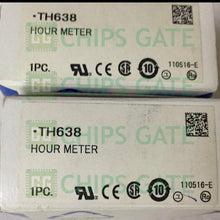 ·TH638
HOUR METER
CHIPS GATE
1PC.
110516-E
·TH638
HOUR METER
CHIPS GATE
1PC.
110516-E